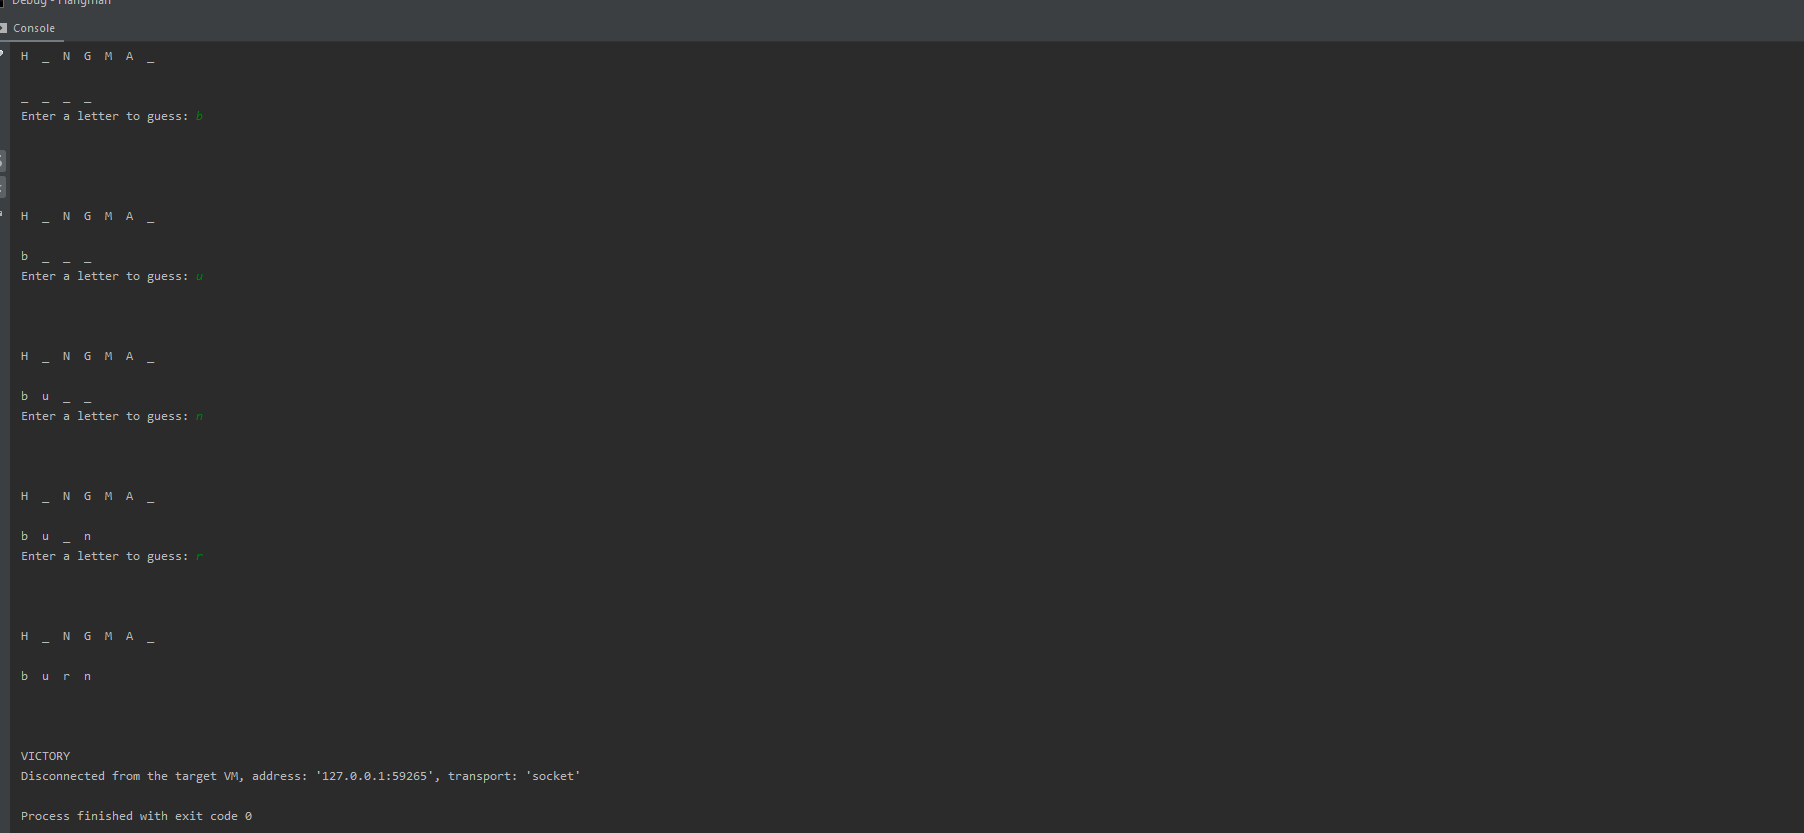 Debug - Hangman
Console
H _ N G M A _
_ _ _ _
Enter a letter to guess: b
H _ N G M A _
b _ _ _
Enter a letter to guess: u
H _ N G M A _
b u _ _
Enter a letter to guess: n
H _ N G M A _
b u _ n
Enter a letter to guess: r
H _ N G M A _
b u r n
VICTORY
Disconnected from the target VM, address: '127.0.0.1:59265', transport: 'socket'
Process finished with exit code 0